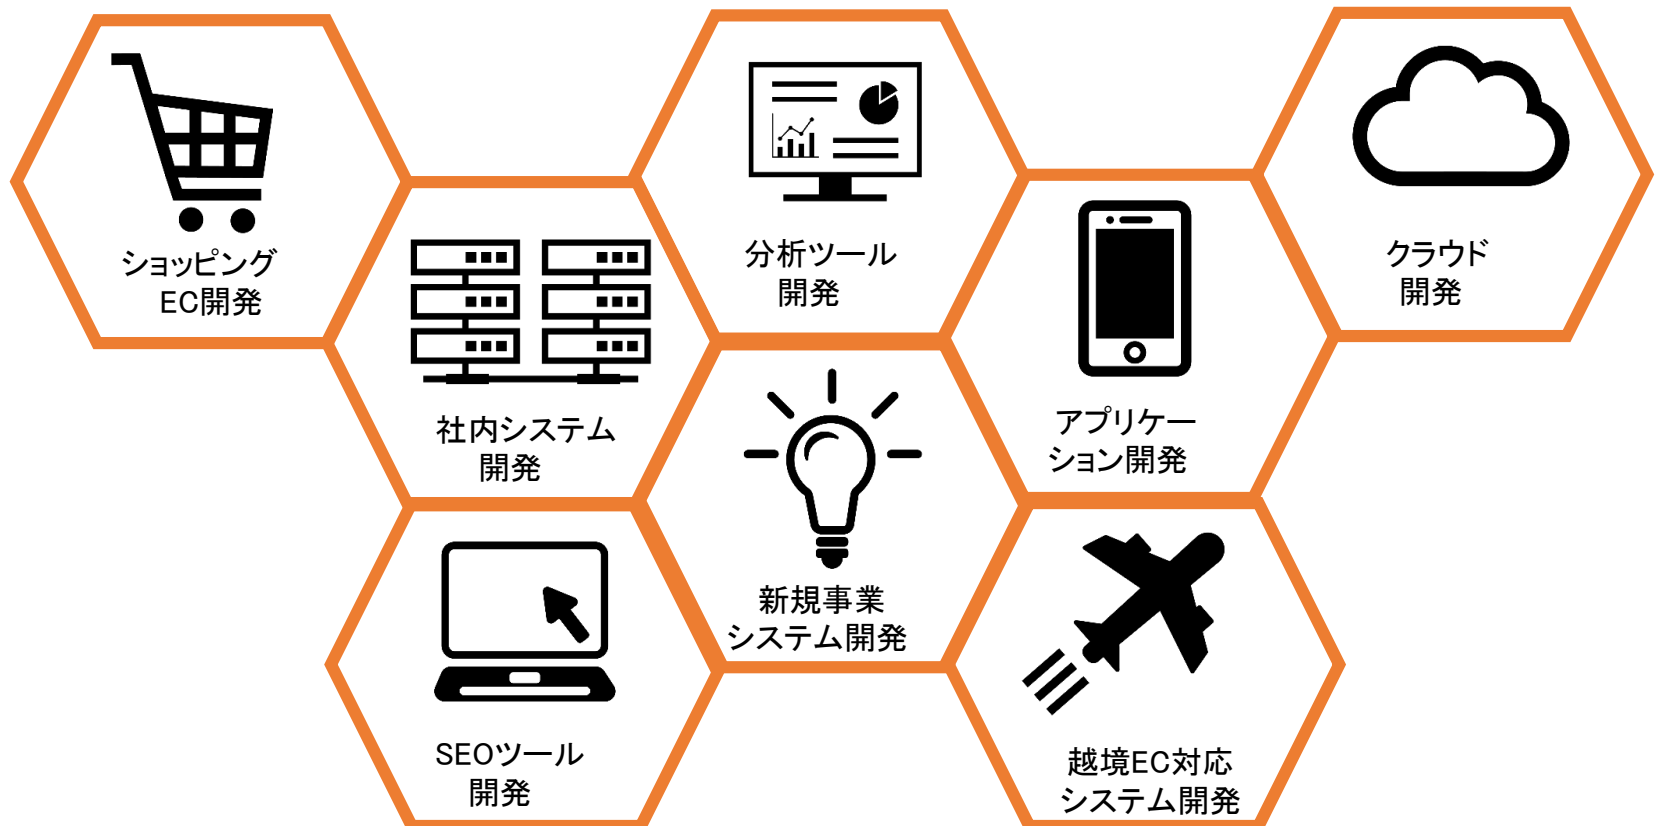 ショッピング
EC開発
社内システム
開発
分析ツール
開発
アプリケー
ション開発
クラウド
開発
SEOツール
開発
新規事業
システム開発
越境EC対応
システム開発